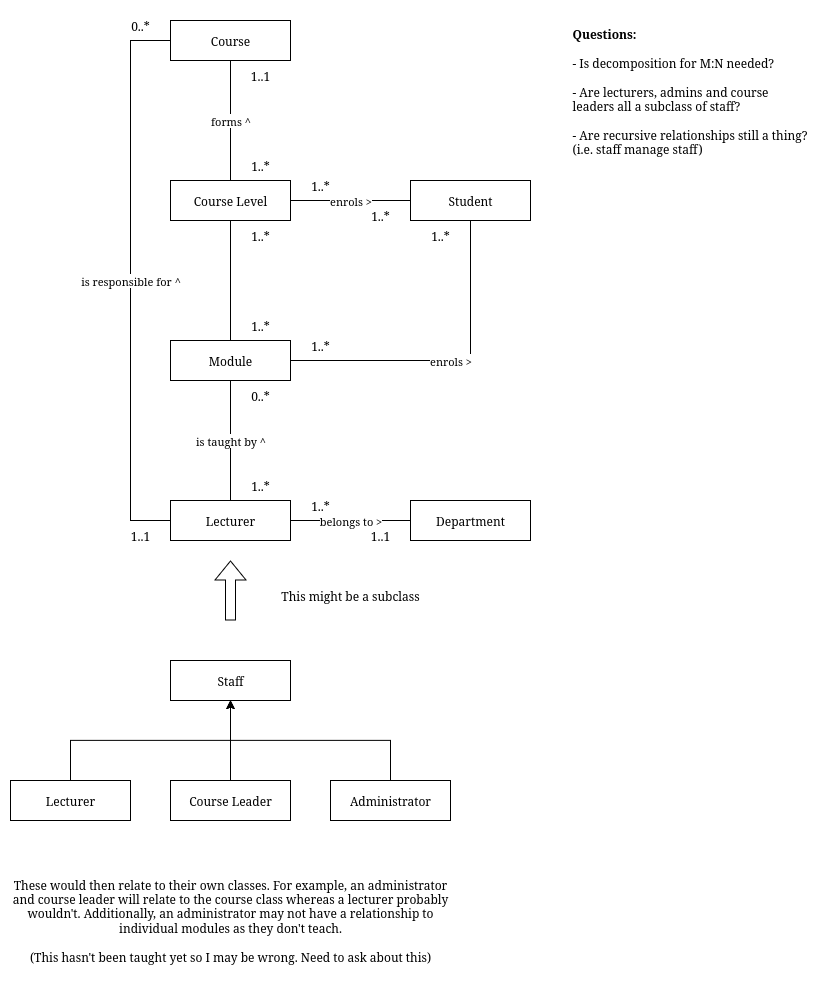 0..*
Course
1..1
forms ^
1..*
Course Level
1..*
enrols >
1..*
Student
1..*
1..*
is responsible for ^
1..*
Module
1..*
enrols >
0..*
is taught by ^
1..*
Lecturer
1..1
1..*
belongs to >
1..1
Department
This might be a subclass
Staff
Lecturer
Course Leader
Administrator
These would then relate to their own classes. For example, an administrator
and course leader will relate to the course class whereas a lecturer probably
wouldn't. Additionally, an administrator may not have a relationship to
individual modules as they don't teach.
(This hasn't been taught yet so I may be wrong. Need to ask about this)
Questions:
- Is decomposition for M:N needed?
- Are lecturers, admins and course
leaders all a subclass of staff?
- Are recursive relationships still a thing?
(i.e. staff manage staff)